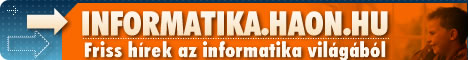 INFORMATIKA.HAON.HU
Friss hírek az informatika világából